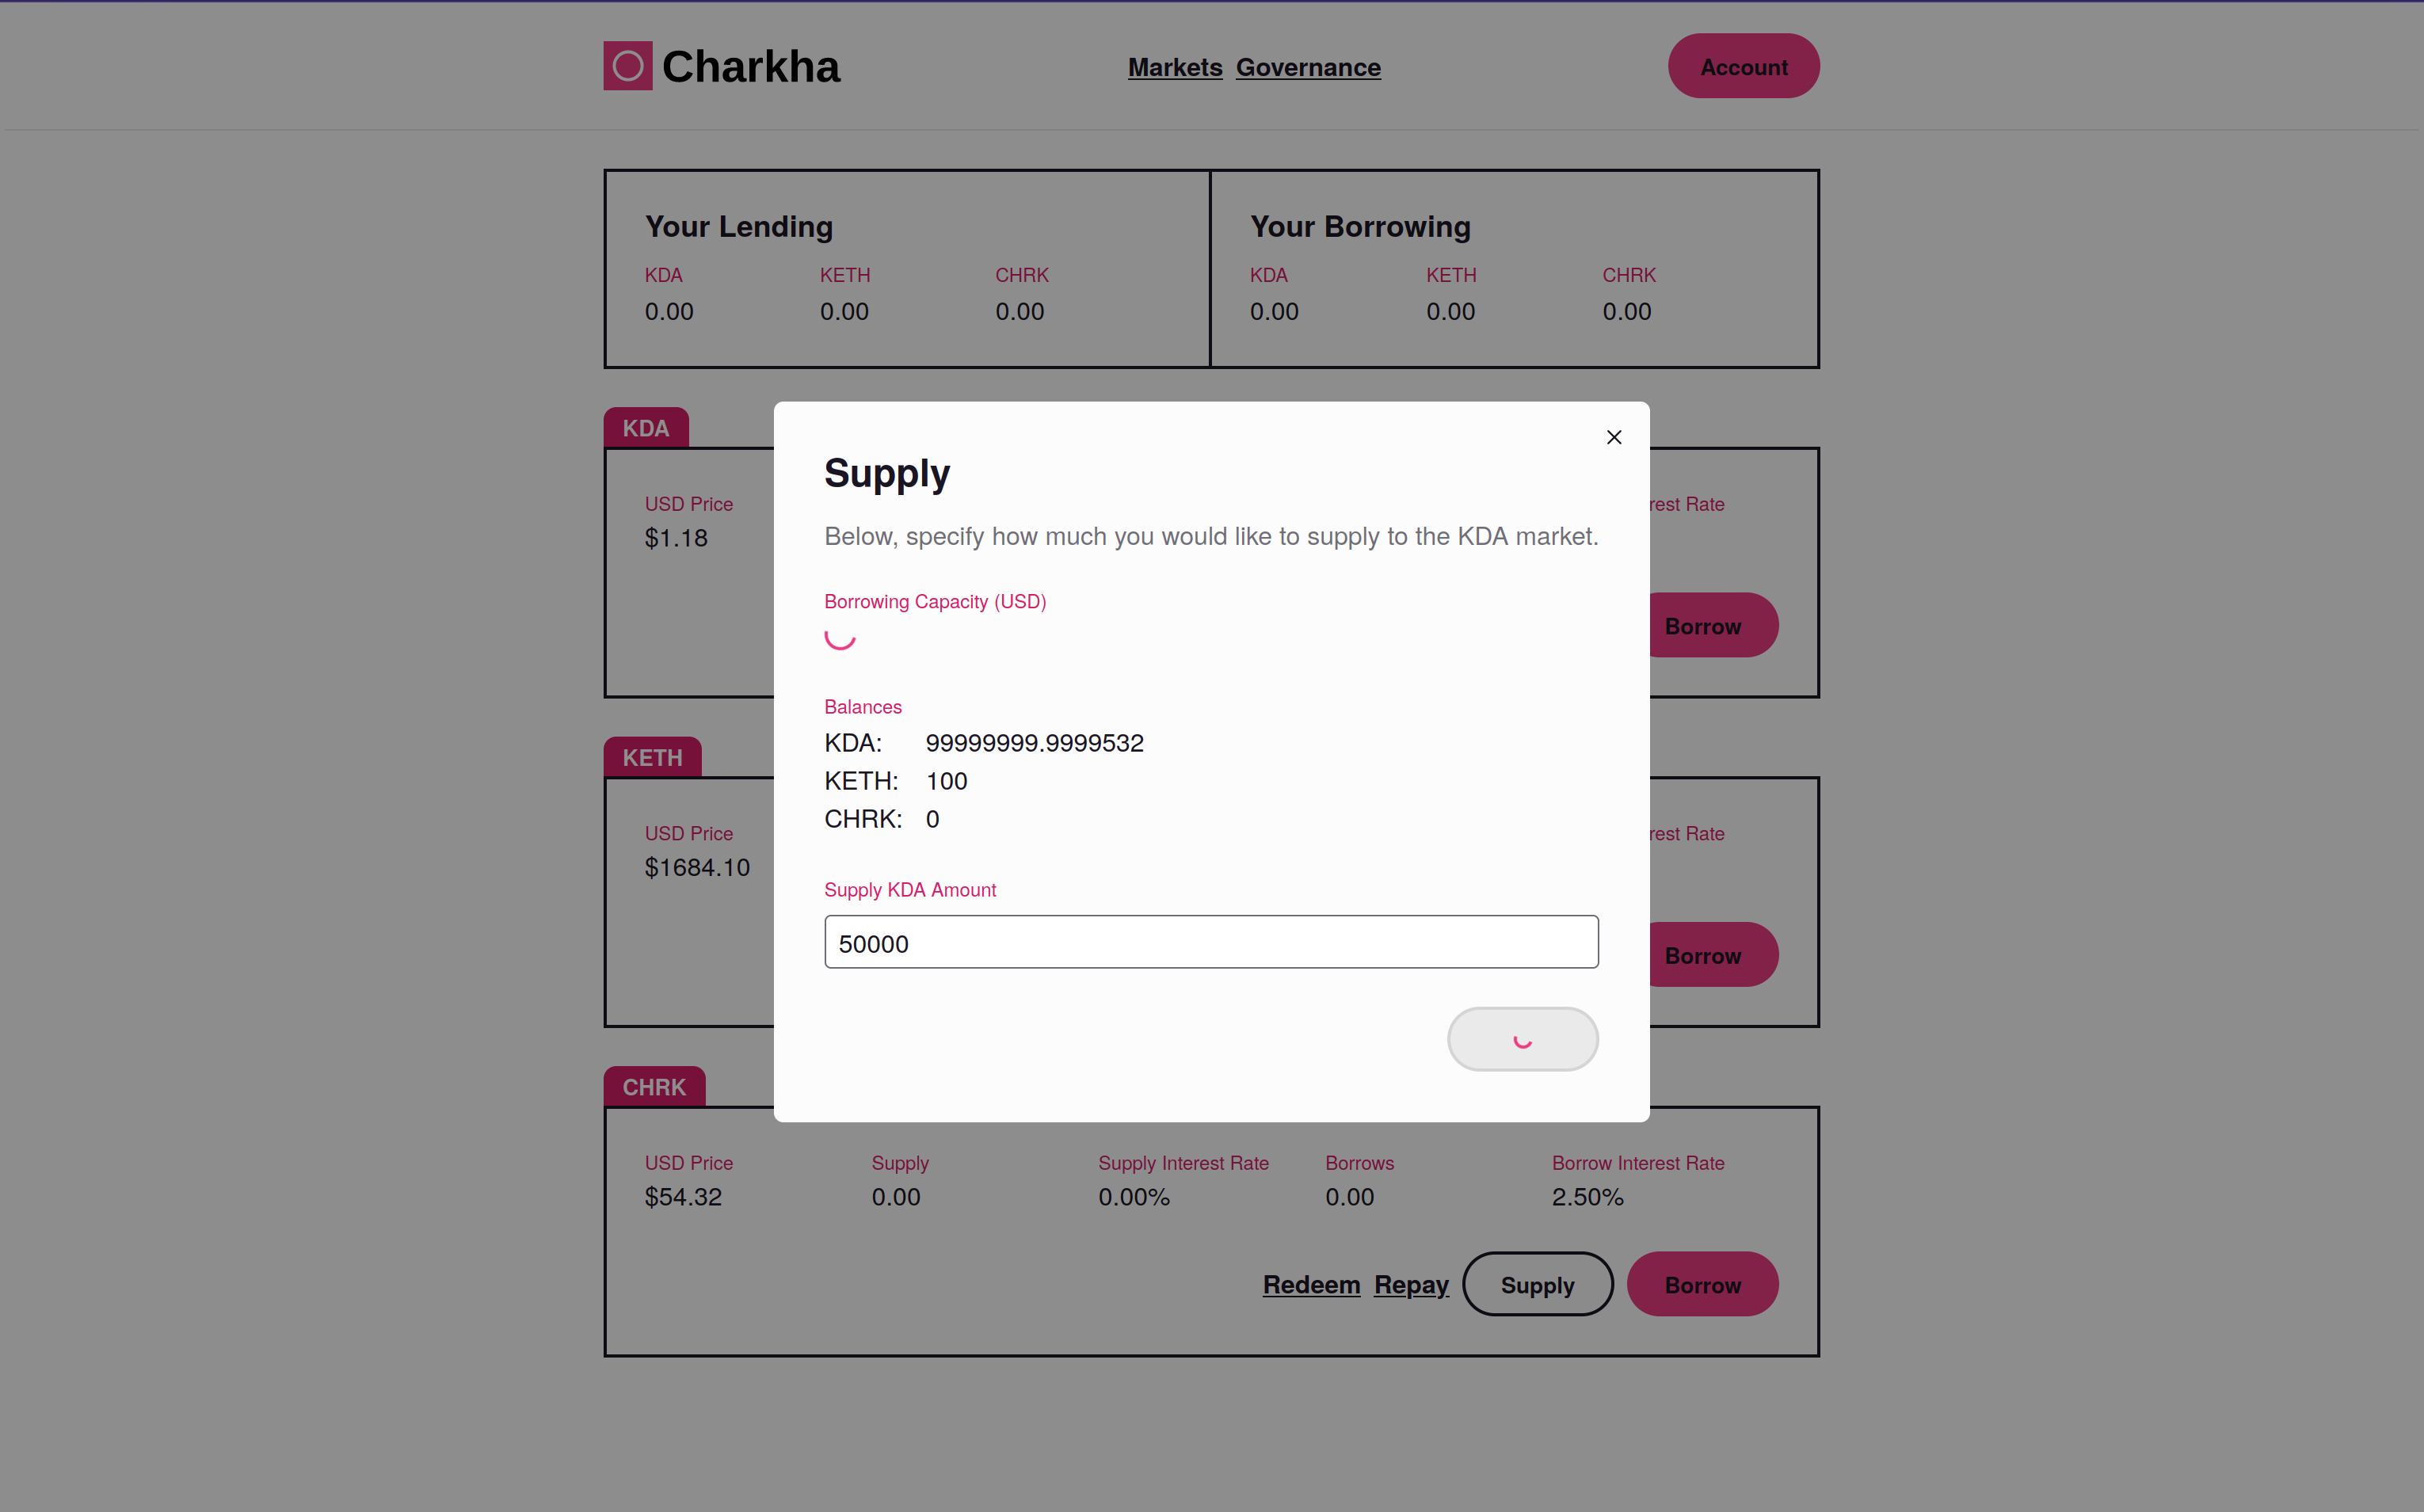 Charkha
Markets Governance
Account
Your Lending
KDA KETH CHRK
0.00 0.00 0.00
Your Borrowing
KDA KETH CHRK
0.00 0.00 0.00
KDA
USD Price
$1.18
rest Rate
Borrow
Supply
Below, specify how much you would like to supply to the KDA market.
Borrowing Capacity (USD)
Balances
KDA: 99999999.9999532
KETH: 100
CHRK: 0
Supply KDA Amount
50000
KETH
USD Price
$1684.10
rest Rate
Borrow
CHRK
USD Price Supply Supply Interest Rate Borrows Borrow Interest Rate
$54.32 0.00 0.00% 0.00 2.50%
Redeem Repay Supply Borrow